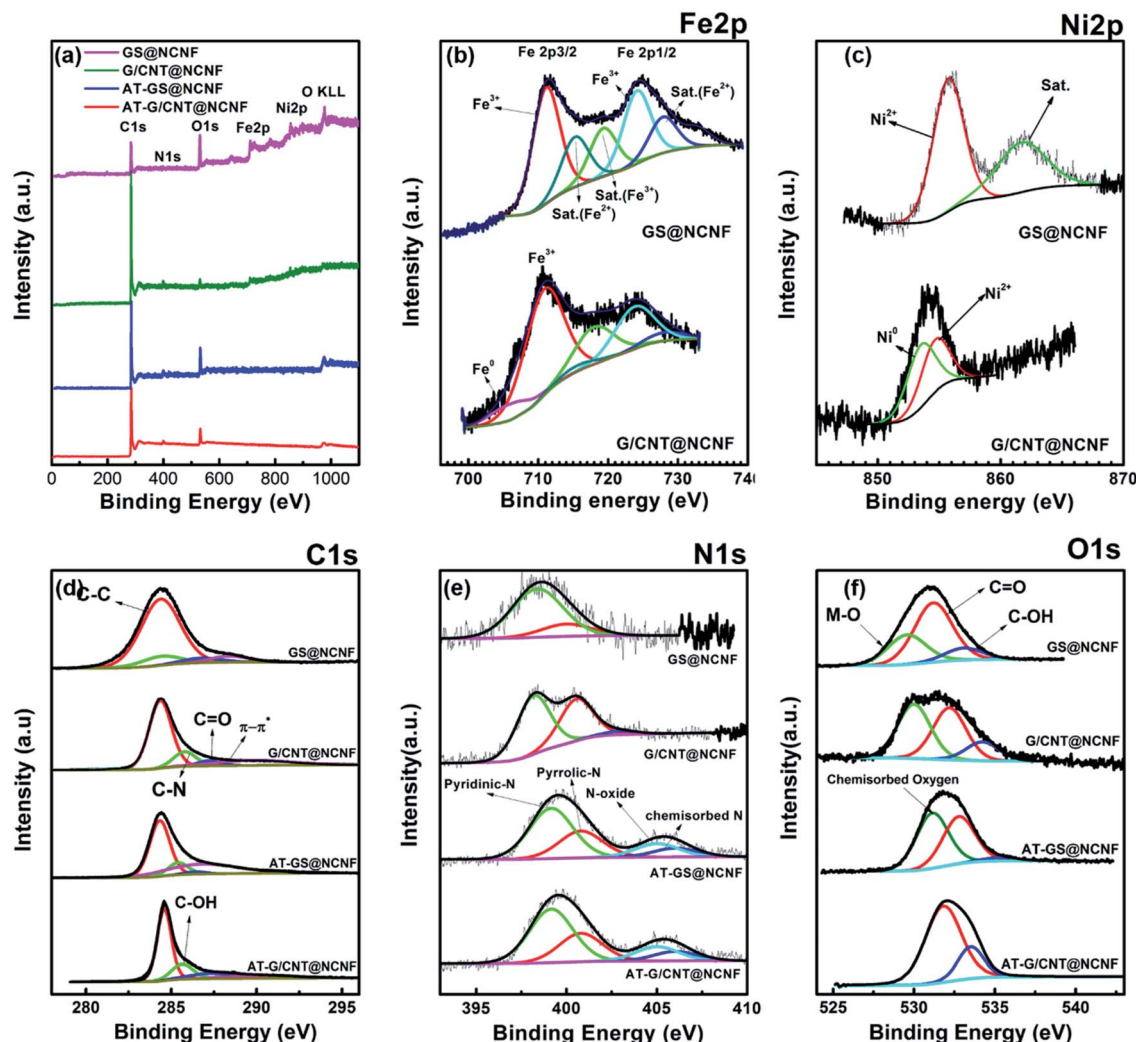 Fe2p
Ni2p
(a)
GS@NCNF
G/CNT@NCNF
AT-GS@NCNF
AT-G/CNT@NCNF
C1s
N1s
O1s
Fe2p
Ni2p
O KLL
Intensity (a.u.)
0 200 400 600 800 1000
Binding Energy (eV)
(b)
Fe 2p3/2
Fe 2p1/2
Fe3+
Fe3+
Sat.(Fe2+)
Sat.(Fe3+)
Sat.(Fe2+)
GS@NCNF
Fe3+
Fe0
G/CNT@NCNF
Intensity (a.u.)
700 710 720 730 740
Binding energy (eV)
(c)
Ni2+
Sat.
GS@NCNF
Ni2+
Ni0
G/CNT@NCNF
Intensity (a.u.)
850 860 870
Binding energy (eV)
C1s
N1s
O1s
(d)
C-C
GS@NCNF
C=O
π–π*
G/CNT@NCNF
C-N
AT-GS@NCNF
C-OH
AT-G/CNT@NCNF
Intensity (a.u)
280 285 290 295
Binding Energy (eV)
(e)
GS@NCNF
G/CNT@NCNF
Pyridinic-N
Pyrrolic-N
N-oxide
chemisorbed N
AT-GS@NCNF
AT-G/CNT@NCNF
Intensity(a.u.)
395 400 405 410
Binding Energy (eV)
(f)
C=O
M-O
C-OH
GS@NCNF
G/CNT@NCNF
Chemisorbed Oxygen
AT-GS@NCNF
AT-G/CNT@NCNF
Intensity(a.u.)
525 530 535 540
Binding Energy (eV)